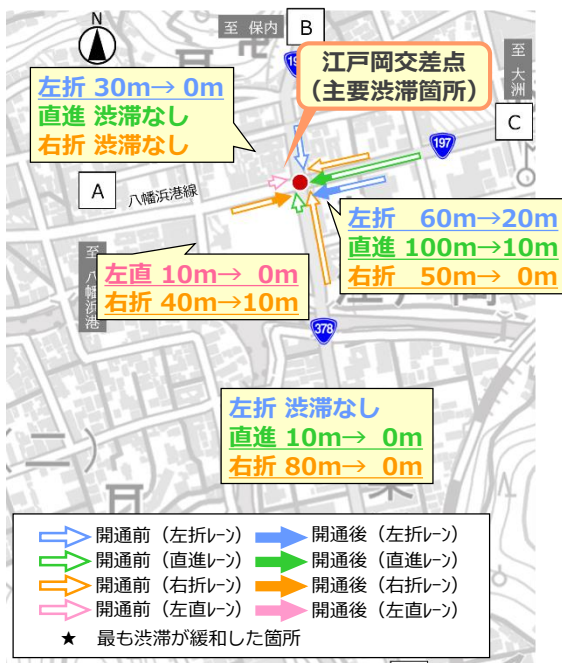 N
至 保内
B
19
江戸岡交差点
(主要渋滞箇所)
至 大洲
左折 30m→ 0m
直進 渋滞なし
右折 渋滞なし
197
C
A
八幡浜港線
左折 60m→20m
直進 100m→10m
右折 50m→ 0m
至 八幡浜港
左直 10m→ 0m
右折 40m→10m
江戸岡
378
左折 渋滞なし
直進 10m→ 0m
右折 80m→ 0m
(二)
開通前（左折レーン） 開通後（左折レーン）
開通前（直進レーン） 開通後（直進レーン）
開通前（右折レーン） 開通後（右折レーン）
開通前（左直レーン） 開通後（左直レーン）
★ 最も渋滞が緩和した箇所